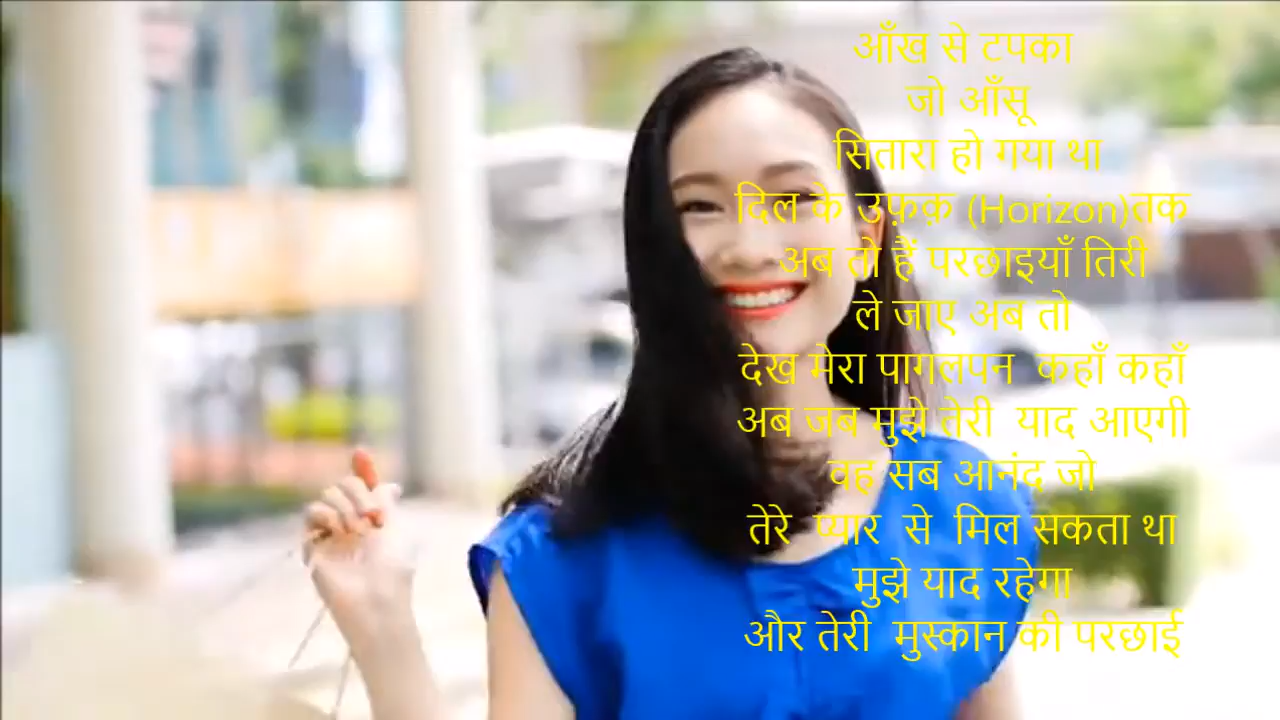 आँख से टपका
जो आँसू
सितारा हो गया था
दिल के उफ़क़ (Horizon)तक
अब तो हैं परछाइयाँ तिरी
ले जाए अब तो
देख मेरा पागलपन  कहाँ कहाँ
अब जब मुझे तेरी  याद आएगी
वह सब आनंद जो
तेरे  प्यार  से  मिल सकता था
मुझे याद रहेगा
और तेरी  मुस्कान की परछाई